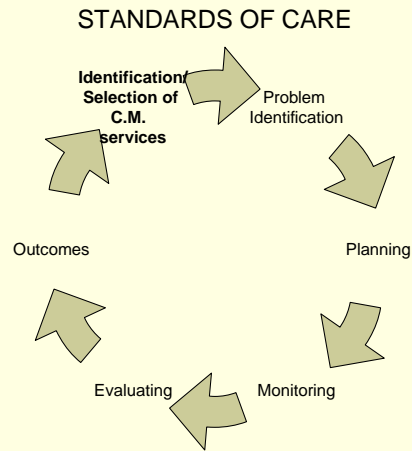 STANDARDS OF CARE
Identification/
Selection of
C.M.
services
Problem
Identification
Planning
Monitoring
Evaluating
Outcomes